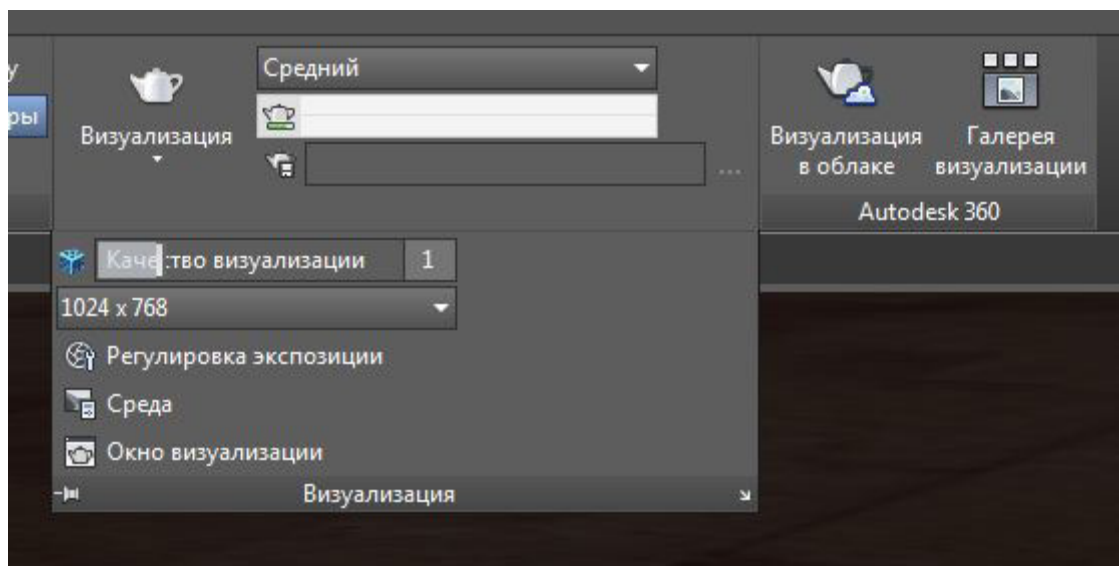 у
ры
Визуализация
Средний
...
Визуализация
в облаке
Галерея
визуализации
Autodesk 360
Качество визуализации 1
1024 x 768
Регулировка экспозиции
Среда
Окно визуализации
Визуализация